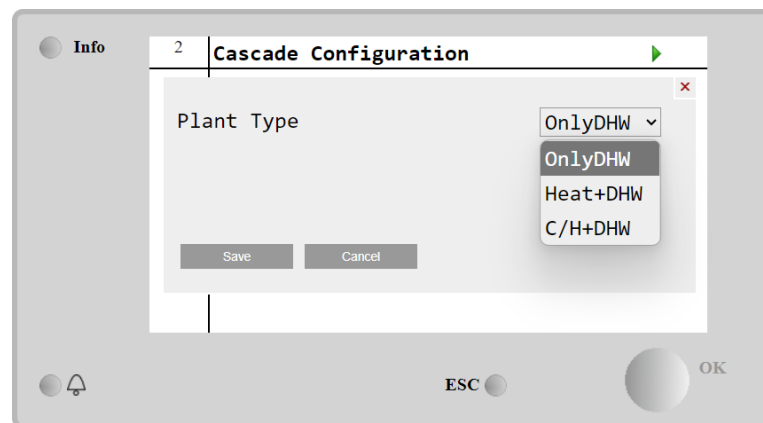 Info
2
Cascade Configuration
×
Plant Type
OnlyDHW
OnlyDHW
Heat+DHW
C/H+DHW
Save Cancel
ESC
OK